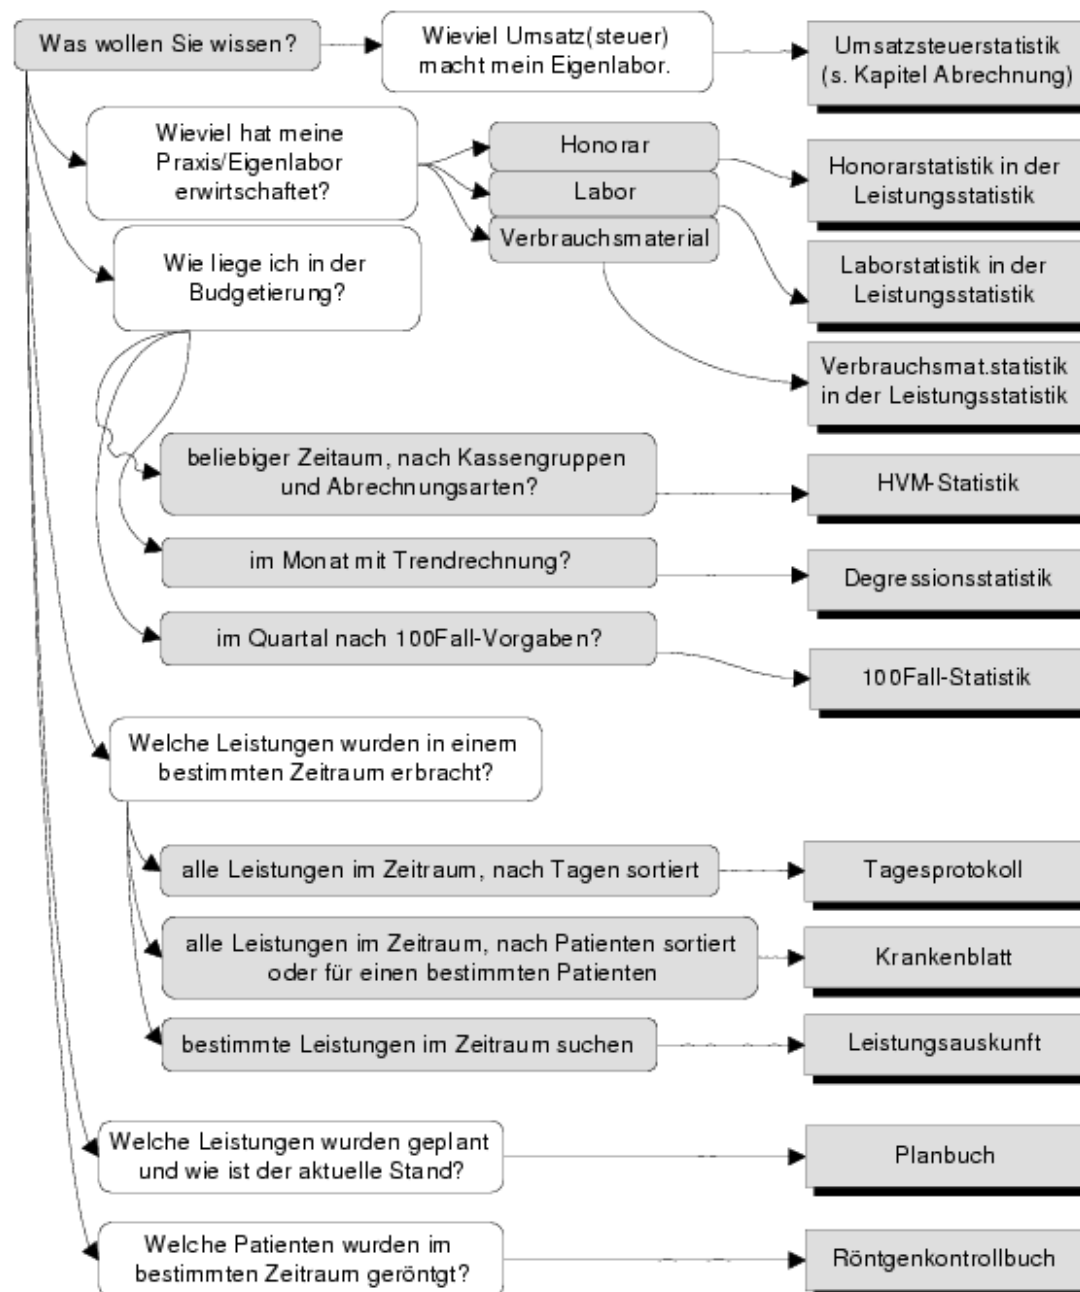 Was wollen Sie wissen?
Wieviel Umsatz(steuer)
macht mein Eigenlabor.
Umsatzsteuerstatistik
(s. Kapitel Abrechnung)
Wieviel hat meine
Praxis/Eigenlabor
erwirtschaftet?
Honorar
Labor
Verbrauchsmaterial
Honorarstatistik in der
Leistungsstatistik
Laborstatistik in der
Leistungsstatistik
Verbrauchsmat.statistik
in der Leistungsstatistik
Wie liege ich in der
Budgetierung?
beliebiger Zeitaum, nach Kassengruppen
und Abrechnungsarten?
HVM-Statistik
im Monat mit Trendrechnung?
Degressionsstatistik
im Quartal nach 100Fall-Vorgaben?
100Fall-Statistik
Welche Leistungen wurden in einem
bestimmten Zeitraum erbracht?
alle Leistungen im Zeitraum, nach Tagen sortiert
Tagesprotokoll
alle Leistungen im Zeitraum, nach Patienten sortiert
oder für einen bestimmten Patienten
Krankenblatt
bestimmte Leistungen im Zeitraum suchen
Leistungsauskunft
Welche Leistungen wurden geplant
und wie ist der aktuelle Stand?
Planbuch
Welche Patienten wurden im
bestimmten Zeitraum geröntgt?
Röntgenkontrollbuch